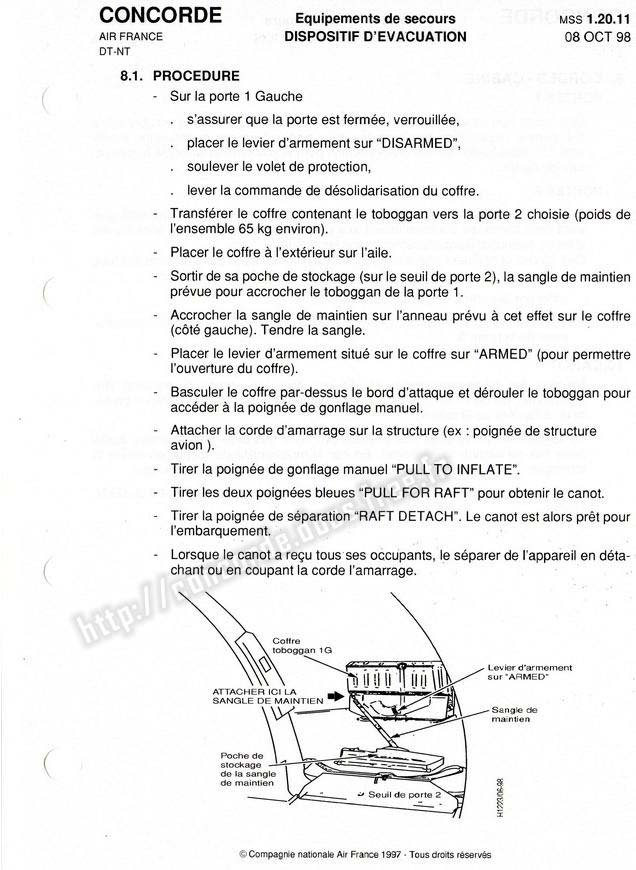 CONCORDE
Equipements de secours
MSS 1.20.11
AIR FRANCE
DISPOSITIF D'EVACUATION
08 OCT 98
DT-NT
8.1. PROCEDURE
- Sur la porte 1 Gauche
. s'assurer que la porte est fermée, verrouillée,
. placer le levier d'armement sur “DISARMED”,
. soulever le volet de protection,
. lever la commande de désolidarisation du coffre.
- Transférer le coffre contenant le toboggan vers la porte 2 choisie (poids de
l'ensemble 65 kg environ).
- Placer le coffre à l'extérieur sur l'aile.
- Sortir de sa poche de stockage (sur le seuil de porte 2), la sangle de maintien
prévue pour accrocher le toboggan de la porte 1.
- Accrocher la sangle de maintien sur l'anneau prévu à cet effet sur le coffre
(côté gauche). Tendre la sangle.
- Placer le levier d'armement situé sur le coffre sur “ARMED” (pour permettre
l'ouverture du coffre).
- Basculer le coffre par-dessus le bord d'attaque et dérouler le toboggan pour
accéder à la poignée de gonflage manuel.
- Attacher la corde d'amarrage sur la structure (ex : poignée de structure
avion ).
- Tirer la poignée de gonflage manuel “PULL TO INFLATE”.
- Tirer les deux poignées bleues “PULL FOR RAFT” pour obtenir le canot.
- Tirer la poignée de séparation “RAFT DETACH”. Le canot est alors prêt pour
l'embarquement.
- Lorsque le canot a reçu tous ses occupants, le séparer de l'appareil en déta-
chant ou en coupant la corde l'amarrage.
http://concorde.duos.free.fr
Coffre
toboggan 1G
Levier d'armement
sur “ARMED”
ATTACHER ICI LA
SANGLE DE MAINTIEN
Sangle de
maintien
Poche de
stockage
de la sangle
de maintien
Seuil de porte 2
H1223/06-98
© Compagnie nationale Air France 1997 - Tous droits réservés